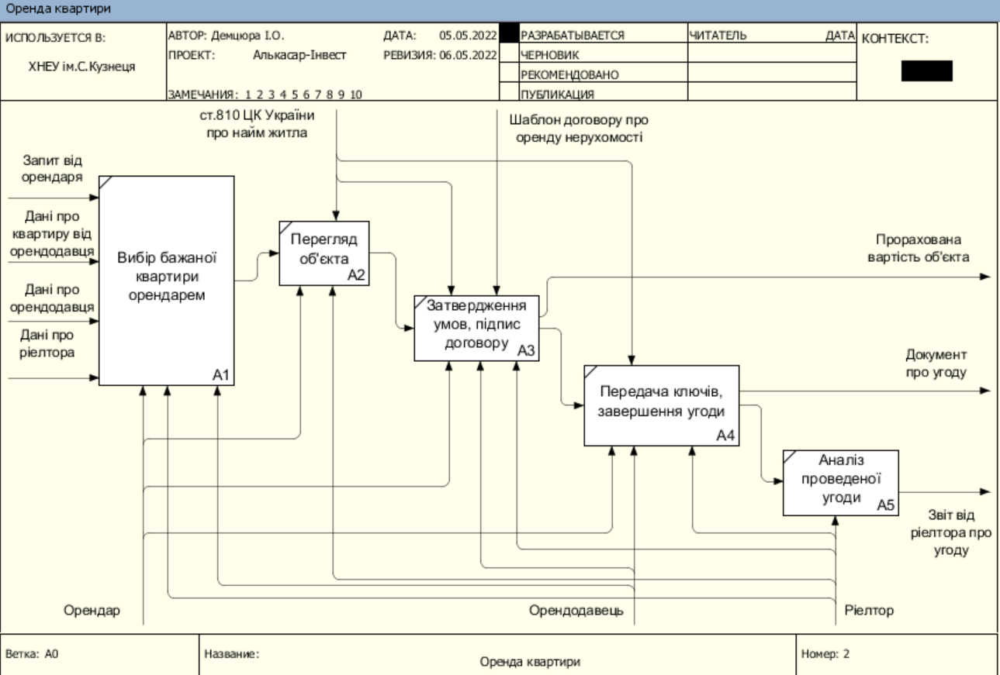 Оренда квартири
ИСПОЛЬЗУЕТСЯ В:
ХНЕУ ім.С.Кузнеця
АВТОР: Демцюра І.О.
ДАТА: 05.05.2022
ПРОЕКТ: Алькасар-Інвест
РЕВИЗИЯ: 06.05.2022
ЗАМЕЧАНИЯ: 1 2 3 4 5 6 7 8 9 10
РАЗРАБАТЫВАЕТСЯ
ЧЕРНОВИК
РЕКОМЕНДОВАНО
ПУБЛИКАЦИЯ
ЧИТАТЕЛЬ ДАТА
КОНТЕКСТ:
ст.810 ЦК України
про найм житла
Шаблон договору про
оренду нерухомості
Запит від
орендаря
Дані про
квартиру від
орендодавця
Дані про
орендодавця
Дані про
ріелтора
Вибір бажаної
квартири
орендарем
A1
Перегляд
об'єкта
A2
Затвердження
умов, підпис
договору
A3
Передача ключів,
завершення угоди
A4
Аналіз
проведеної
угоди
A5
Прорахована
вартість об'єкта
Документ
про угоду
Звіт від
ріелтора про
угоду
Орендар
Орендодавець
Ріелтор
Ветка: A0
Название:
Оренда квартири
Номер: 2